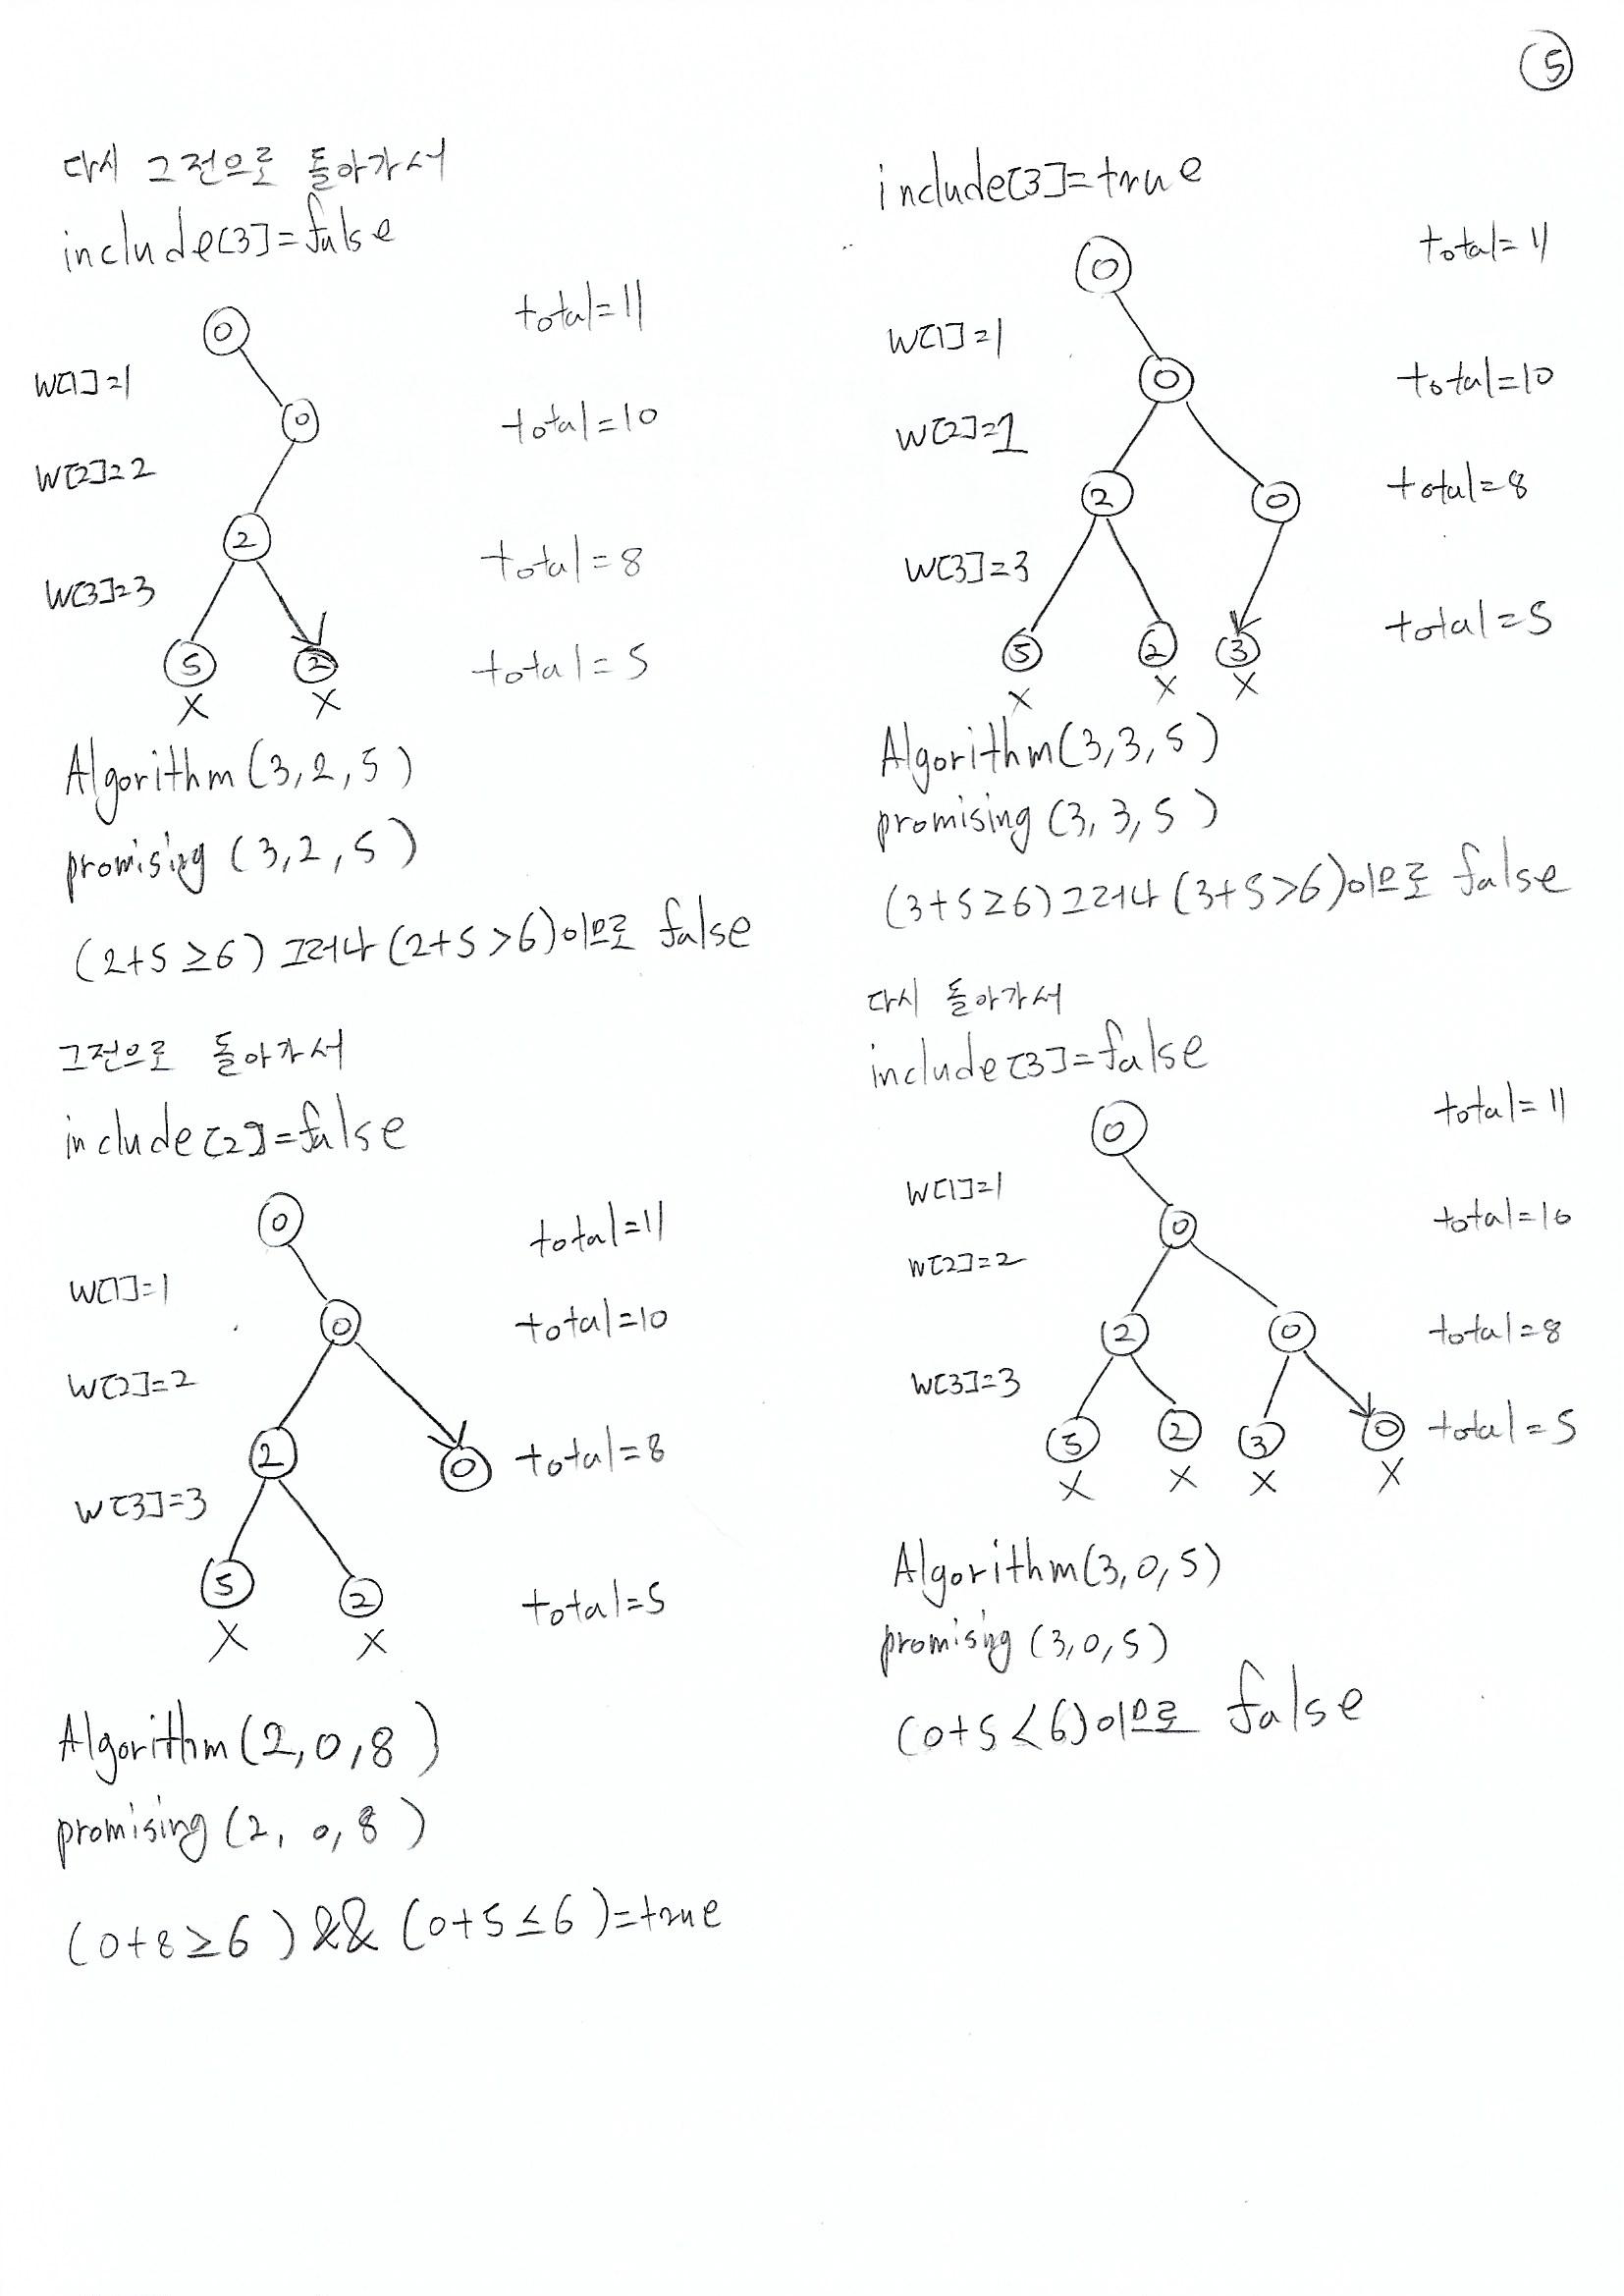 ⑤
다시 그전으로 돌아가서
include[3]=false
0
total=11
W[1]=1
0
total=10
W[2]=2
2
total=8
W[3]=3
5
2
total=5
X
X
Algorithm(3,2,5)
promising (3,2,5)
(2+5≥6) 그러나 (2+5>6)이므로 false
그전으로 돌아가서
include[2]=false
0
total=11
W[1]=1
0
total=10
W[2]=2
2
0
total=8
W[3]=3
5
2
total=5
X
X
Algorithm(2,0,8)
promising (2,0,8)
(0+8≥6) && (0+5≤6)=true
include[3]=true
0
total=11
W[1]=1
0
total=10
W[2]=1
2
0
total=8
W[3]=3
5
2
3
total=5
X
X
X
Algorithm(3,3,5)
promising (3,3,5)
(3+5≥6) 그러나 (3+5>6)이므로 false
다시 돌아가서
include[3]=false
0
total=11
W[1]=1
0
total=10
W[2]=2
2
0
total=8
W[3]=3
5
2
3
0
total=5
X
X
X
X
Algorithm(3,0,5)
promising (3,0,5)
(0+5<6)이므로 false